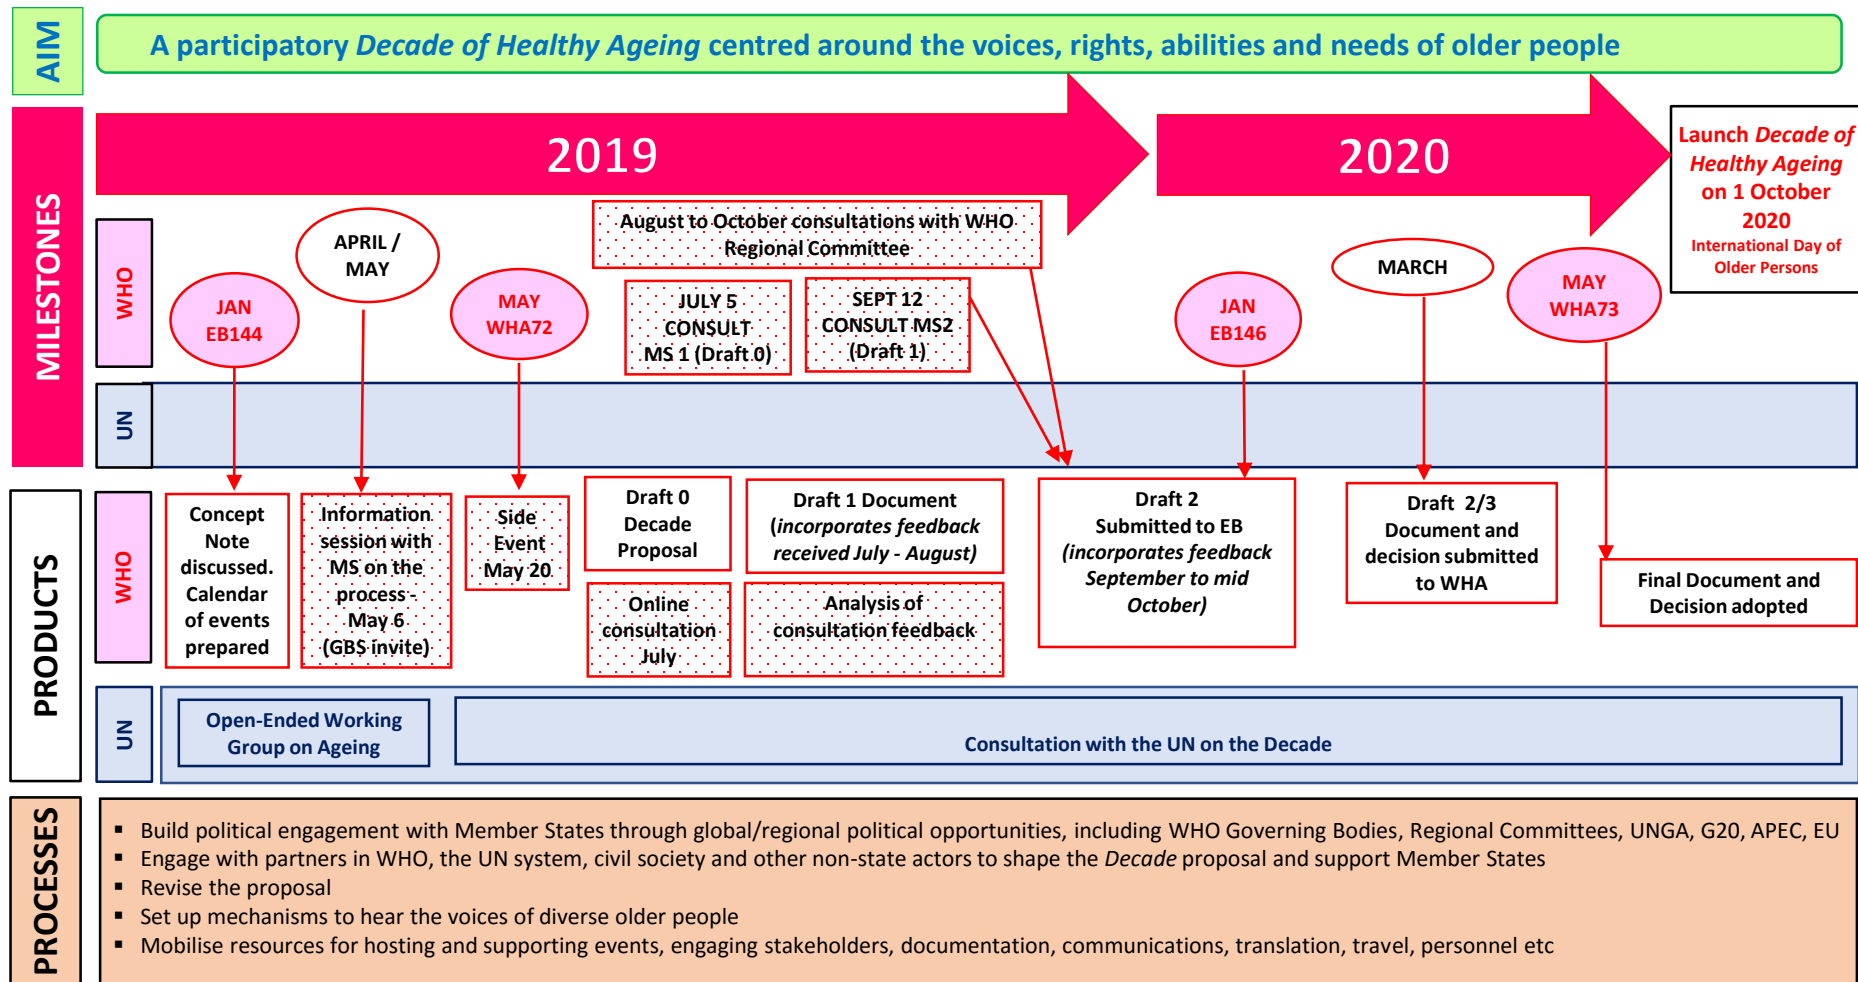 AIM
A participatory Decade of Healthy Ageing centred around the voices, rights, abilities and needs of older people
MILESTONES
2019
2020
Launch Decade of
Healthy Ageing
on 1 October
2020
International Day of
Older Persons
WHO
JAN
EB144
APRIL /
MAY
MAY
WHA72
August to October consultations with WHO
Regional Committee
JULY 5
CONSULT
MS 1 (Draft 0)
SEPT 12
CONSULT MS2
(Draft 1)
JAN
EB146
MARCH
MAY
WHA73
UN
PRODUCTS
WHO
Concept
Note
discussed.
Calendar
of events
prepared
Information
session with
MS on the
process -
May 6
(GBS invite)
Side
Event
May 20
Draft 0
Decade
Proposal
Online
consultation
July
Draft 1 Document
(incorporates feedback
received July - August)
Analysis of
consultation feedback
Draft 2
Submitted to EB
(incorporates feedback
September to mid
October)
Draft 2/3
Document and
decision submitted
to WHA
Final Document and
Decision adopted
UN
Open-Ended Working
Group on Ageing
Consultation with the UN on the Decade
PROCESSES
▪ Build political engagement with Member States through global/regional political opportunities, including WHO Governing Bodies, Regional Committees, UNGA, G20, APEC, EU
▪ Engage with partners in WHO, the UN system, civil society and other non-state actors to shape the Decade proposal and support Member States
▪ Revise the proposal
▪ Set up mechanisms to hear the voices of diverse older people
▪ Mobilise resources for hosting and supporting events, engaging stakeholders, documentation, communications, translation, travel, personnel etc